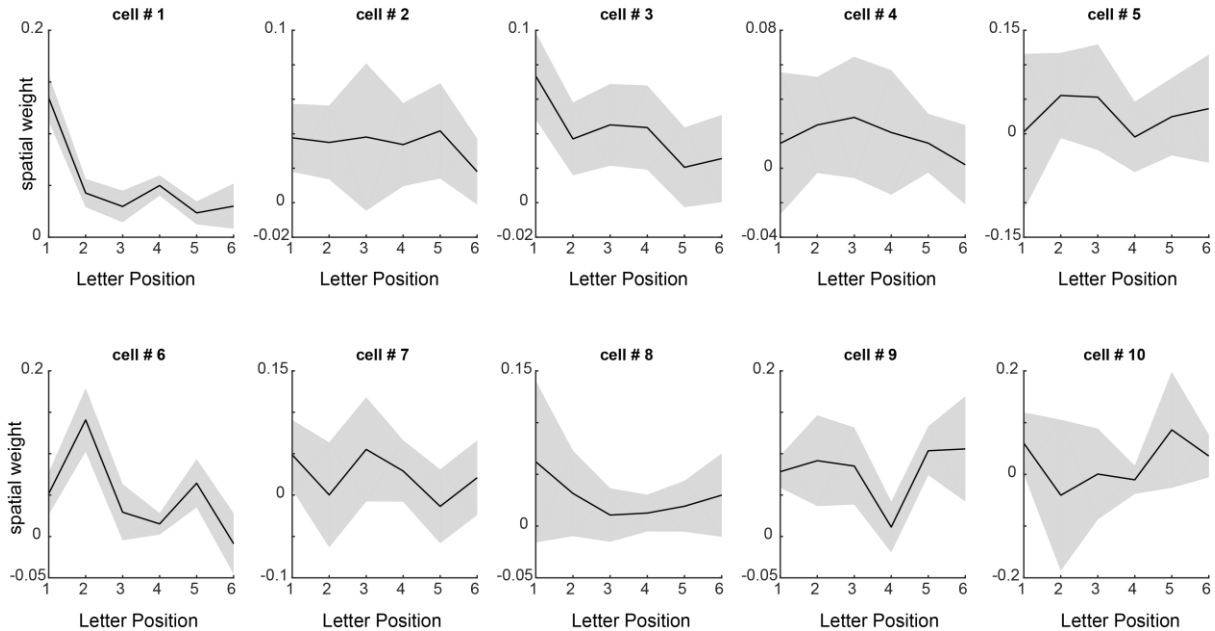 cell # 1 cell # 2 cell # 3 cell # 4 cell # 5
0.2 0.1 0.1 0.08 0.15
spatial weight 0 0 0 0
0 -0.02 -0.02 -0.04 -0.15
1 2 3 4 5 6 1 2 3 4 5 6 1 2 3 4 5 6 1 2 3 4 5 6 1 2 3 4 5 6
Letter Position Letter Position Letter Position Letter Position Letter Position
cell # 6 cell # 7 cell # 8 cell # 9 cell # 10
0.2 0.15 0.15 0.2 0.2
spatial weight 0 0 0 0 0
-0.05 -0.1 -0.05 -0.05 -0.2
1 2 3 4 5 6 1 2 3 4 5 6 1 2 3 4 5 6 1 2 3 4 5 6 1 2 3 4 5 6
Letter Position Letter Position Letter Position Letter Position Letter Position